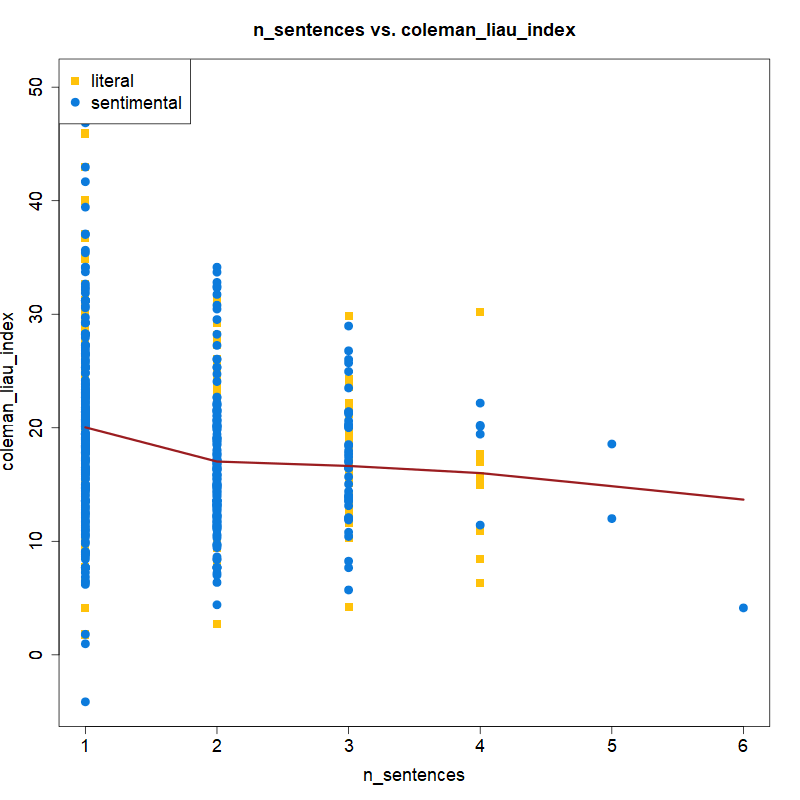 n_sentences vs. coleman_liau_index
literal
sentimental
50
40
30
20
10
0
coleman_liau_index
1 2 3 4 5 6
n_sentences